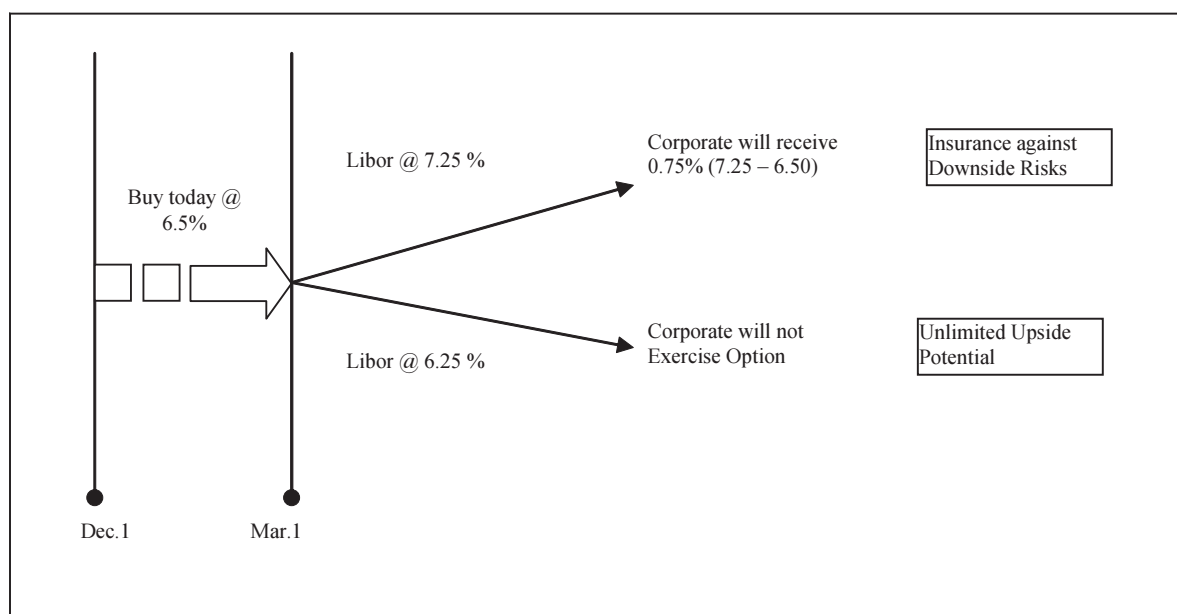 Buy today @
6.5%
Libor @ 7.25 %
Corporate will receive
0.75% (7.25 – 6.50)
Insurance against
Downside Risks
Libor @ 6.25 %
Corporate will not
Exercise Option
Unlimited Upside
Potential
Dec.1
Mar.1